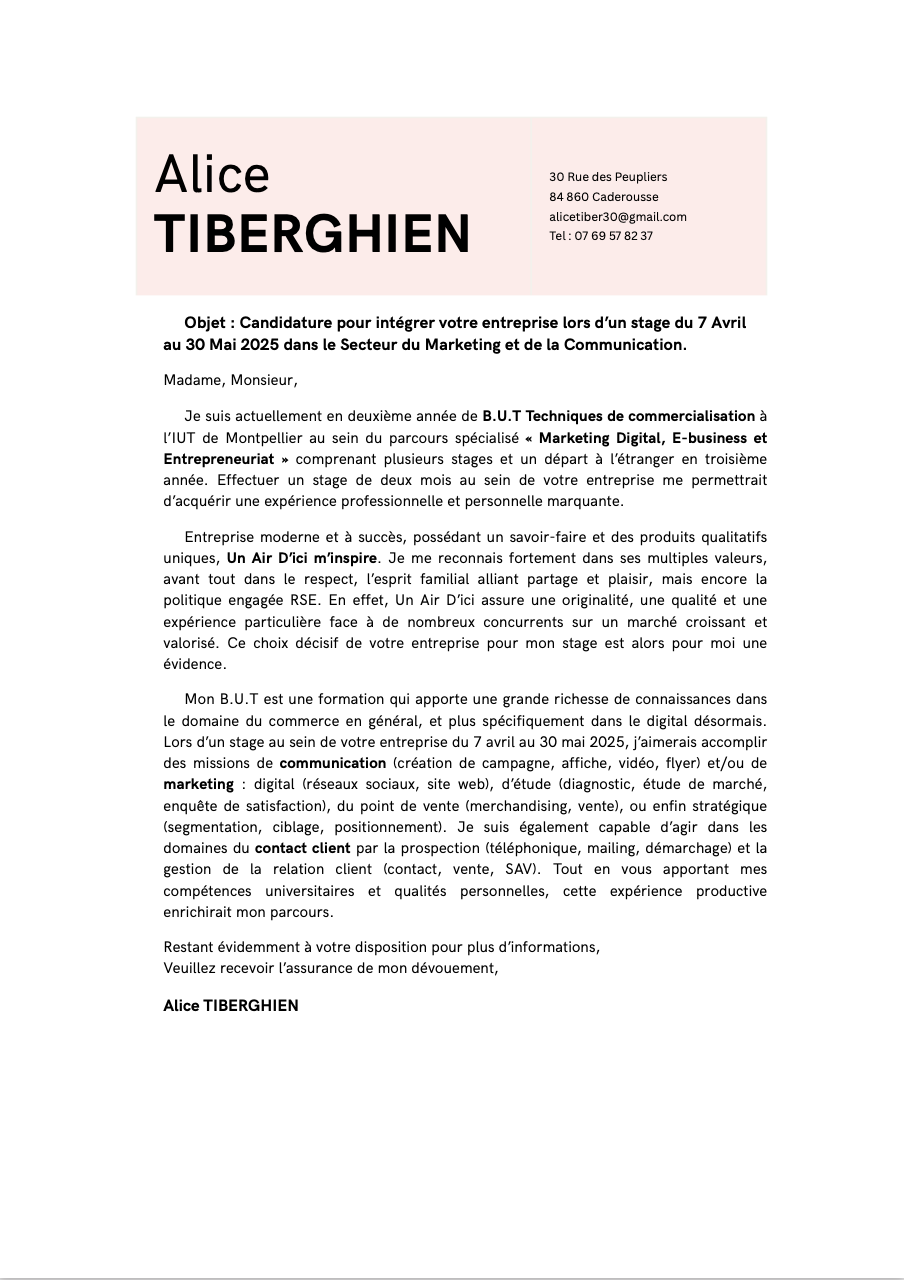 Alice
TIBERGHIEN
30 Rue des Peupliers
84 860 Caderousse
alicetiber30@gmail.com
Tel : 07 69 57 82 37
Objet : Candidature pour intégrer votre entreprise lors d’un stage du 7 Avril
au 30 Mai 2025 dans le Secteur du Marketing et de la Communication.
Madame, Monsieur,
Je suis actuellement en deuxième année de B.U.T Techniques de commercialisation à
l’IUT de Montpellier au sein du parcours spécialisé « Marketing Digital, E-business et
Entrepreneuriat » comprenant plusieurs stages et un départ à l’étranger en troisième
année. Effectuer un stage de deux mois au sein de votre entreprise me permettrait
d’acquérir une expérience professionnelle et personnelle marquante.
Entreprise moderne et à succès, possédant un savoir-faire et des produits qualitatifs
uniques, Un Air D’ici m’inspire. Je me reconnais fortement dans ses multiples valeurs,
avant tout dans le respect, l’esprit familial alliant partage et plaisir, mais encore la
politique engagée RSE. En effet, Un Air D’ici assure une originalité, une qualité et une
expérience particulière face à de nombreux concurrents sur un marché croissant et
valorisé. Ce choix décisif de votre entreprise pour mon stage est alors pour moi une
évidence.
Mon B.U.T est une formation qui apporte une grande richesse de connaissances dans
le domaine du commerce en général, et plus spécifiquement dans le digital désormais.
Lors d’un stage au sein de votre entreprise du 7 avril au 30 mai 2025, j’aimerais accomplir
des missions de communication (création de campagne, affiche, vidéo, flyer) et/ou de
marketing : digital (réseaux sociaux, site web), d’étude (diagnostic, étude de marché,
enquête de satisfaction), du point de vente (merchandising, vente), ou enfin stratégique
(segmentation, ciblage, positionnement). Je suis également capable d’agir dans les
domaines du contact client par la prospection (téléphonique, mailing, démarchage) et la
gestion de la relation client (contact, vente, SAV). Tout en vous apportant mes
compétences universitaires et qualités personnelles, cette expérience productive
enrichirait mon parcours.
Restant évidemment à votre disposition pour plus d’informations,
Veuillez recevoir l’assurance de mon dévouement,
Alice TIBERGHIEN